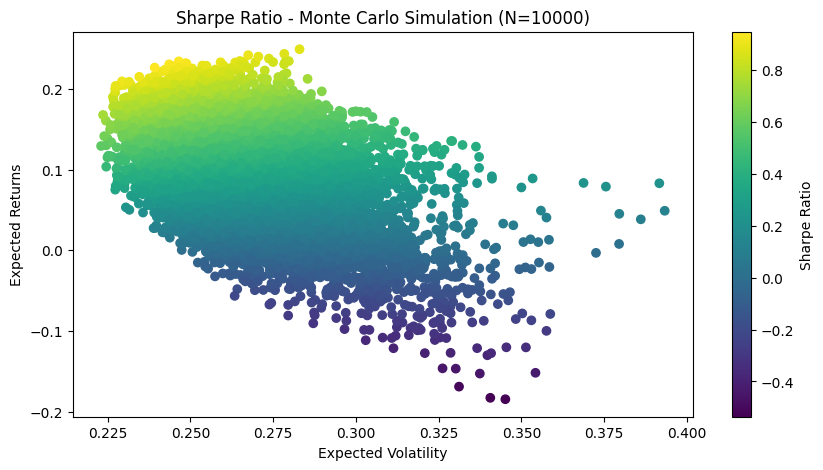 Sharpe Ratio - Monte Carlo Simulation (N=10000)
Expected Returns
0.2
0.1
0.0
−0.1
−0.2
0.225 0.250 0.275 0.300 0.325 0.350 0.375 0.400
Expected Volatility
0.8
0.6
0.4
0.2
0.0
−0.2
−0.4
Sharpe Ratio